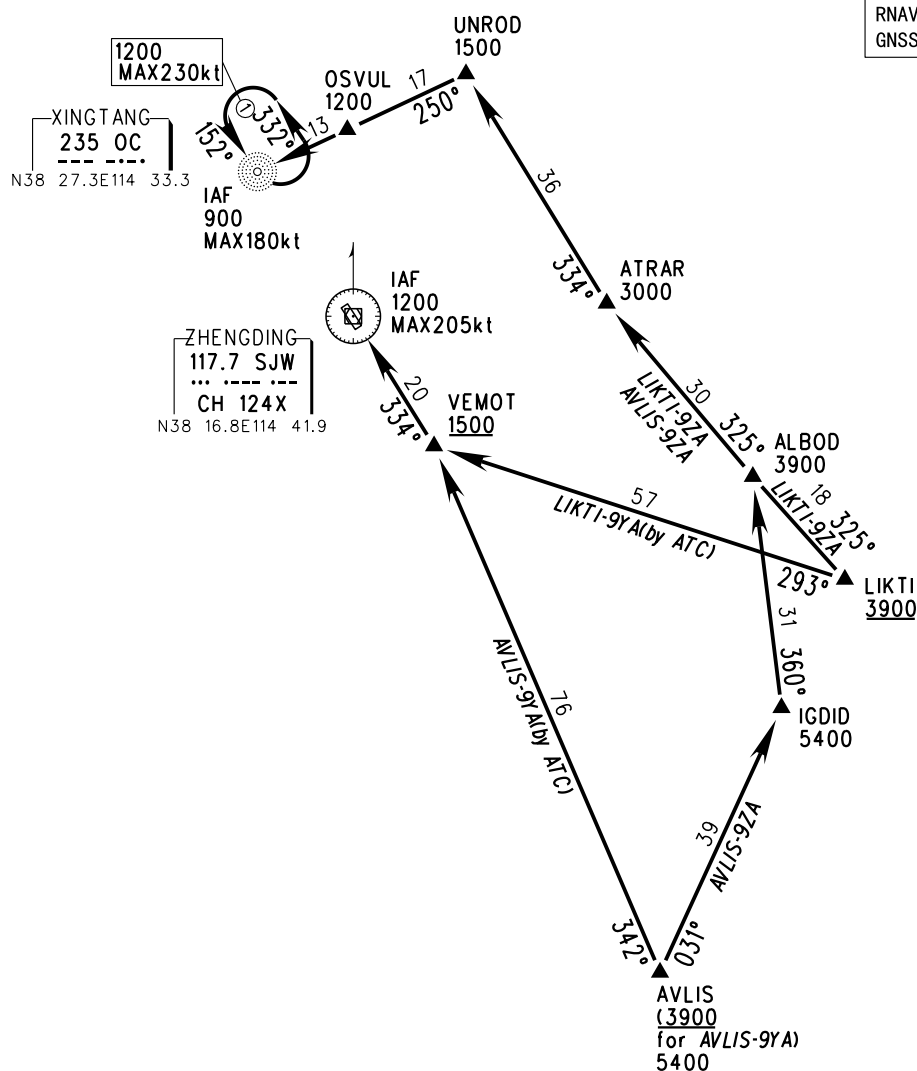 RNAV
GNSS
UNROD
1500
1200
MAX230kt
OSVUL
1200
17
250°
13
1
332°
152°
XINGTANG
235 OC
N38 27.3E114 33.3
IAF
900
MAX180kt
36
334°
ATRAR
3000
IAF
1200
MAX205kt
ZHENGDING
117.7 SJW
CH 124X
N38 16.8E114 41.9
20
334°
VEMOT
1500
30
LIKTI-9ZA
AVLIS-9ZA
325°
ALBOD
3900
18
LIKTI-9ZA
325°
57
LIKTI-9YA(by ATC)
293°
LIKTI
3900
31
360°
IGDID
5400
76
AVLIS-9YA(by ATC)
39
AVLIS-9ZA
342°
031°
AVLIS
(3900
for AVLIS-9YA)
5400